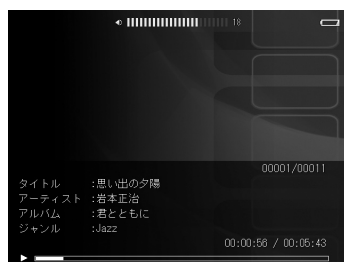 18
00001/00011
タイトル :思い出の夕陽
アーティスト :岩本正治
アルバム :君とともに
ジャンル :Jazz
00:00:56 / 00:05:43